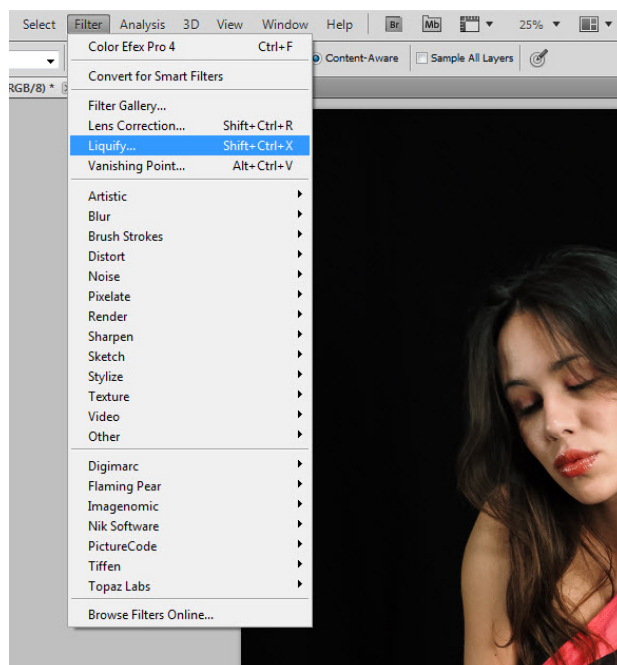 Select Filter Analysis 3D View Window Help Br Mb 25%
Content-Aware Sample All Layers
RGB/8) *
Color Efex Pro 4 Ctrl+F
Convert for Smart Filters
Filter Gallery...
Lens Correction... Shift+Ctrl+R
Liquify... Shift+Ctrl+X
Vanishing Point... Alt+Ctrl+V
Artistic
Blur
Brush Strokes
Distort
Noise
Pixelate
Render
Sharpen
Sketch
Stylize
Texture
Video
Other
Digimarc
Flaming Pear
Imagenomic
Nik Software
PictureCode
Tiffen
Topaz Labs
Browse Filters Online...